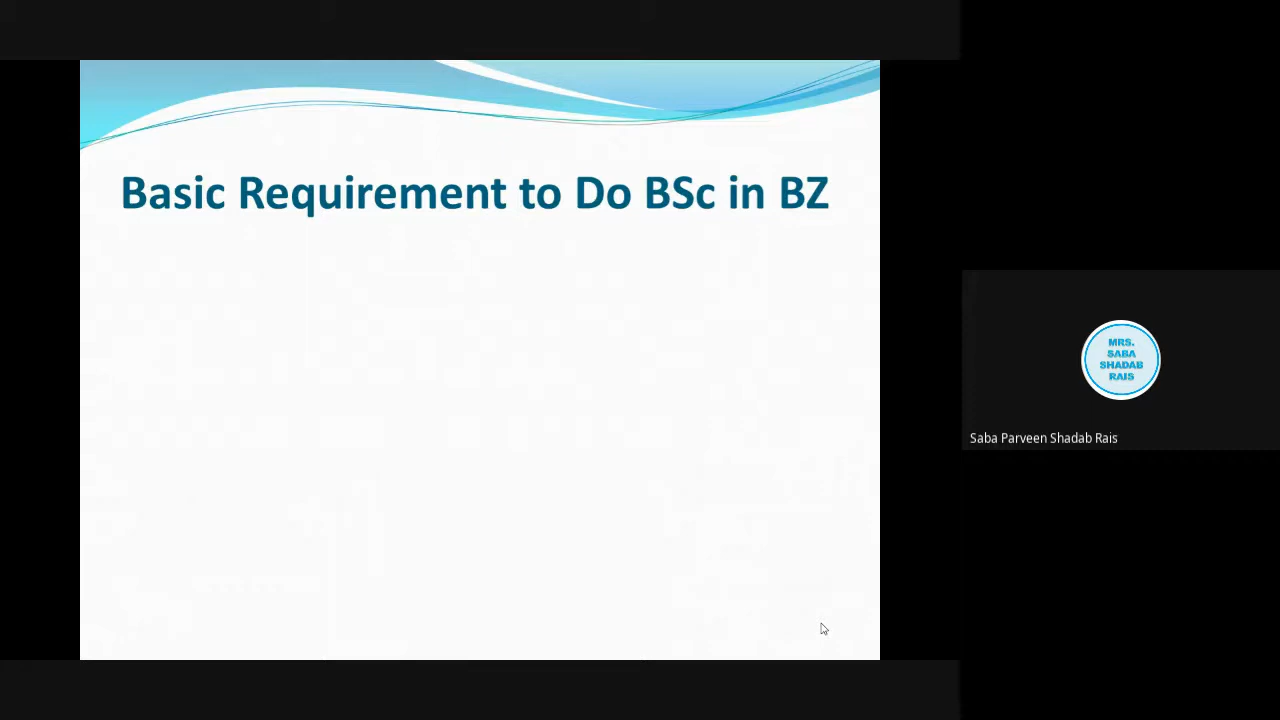 Basic Requirement to Do BSc in BZ
MRS.
SABA
SHADAB
RAIS
Saba Parveen Shadab Rais